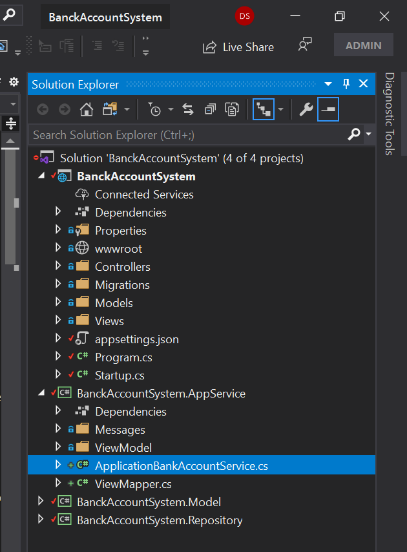 BanckAccountSystem
DS
Live Share
ADMIN
Solution Explorer
Search Solution Explorer (Ctrl+;)
Diagnostic Tools
Solution 'BanckAccountSystem' (4 of 4 projects)
BanckAccountSystem
Connected Services
Dependencies
Properties
wwwroot
Controllers
Migrations
Models
Views
appsettings.json
C# Program.cs
C# Startup.cs
C# BanckAccountSystem.AppService
Dependencies
Messages
ViewModel
C# ApplicationBankAccountService.cs
C# ViewMapper.cs
C# BanckAccountSystem.Model
C# BanckAccountSystem.Repository